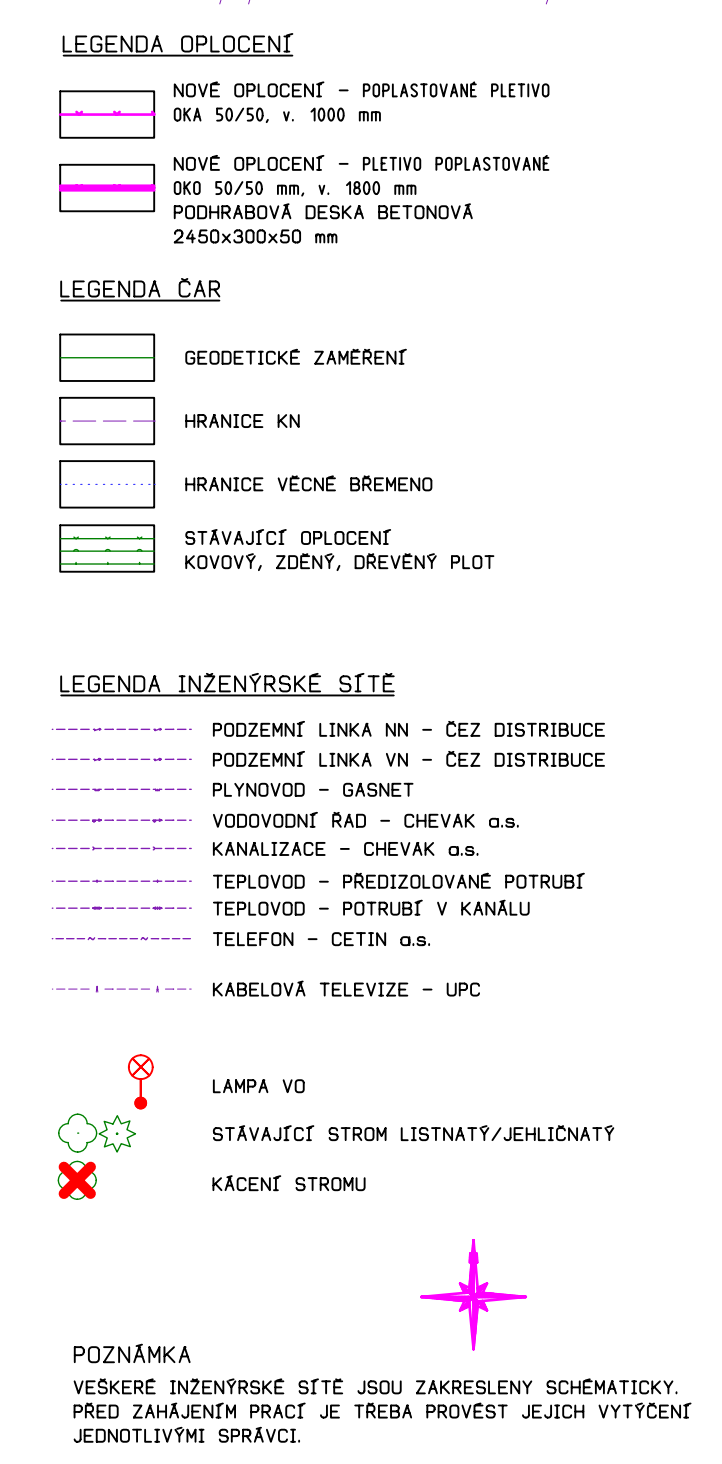 LEGENDA OPLOCENÍ
NOVÉ OPLOCENÍ – POPLASTOVANÉ PLETIVO
OKA 50/50, v. 1000 mm
NOVÉ OPLOCENÍ – PLETIVO POPLASTOVANÉ
OKO 50/50 mm, v. 1800 mm
PODHRABOVÁ DESKA BETONOVÁ
2450x300x50 mm
LEGENDA ČAR
GEODETICKÉ ZAMĚŘENÍ
HRANICE KN
HRANICE VĚCNÉ BŘEMENO
STÁVAJÍCÍ OPLOCENÍ
KOVOVÝ, ZDĚNÝ, DŘEVĚNÝ PLOT
LEGENDA INŽENÝRSKÉ SÍTĚ
PODZEMNÍ LINKA NN – ČEZ DISTRIBUCE
PODZEMNÍ LINKA VN – ČEZ DISTRIBUCE
PLYNOVOD – GASNET
VODOVODNÍ ŘAD – CHEVAK a.s.
KANALIZACE – CHEVAK a.s.
TEPLOVOD – PŘEDIZOLOVANÉ POTRUBÍ
TEPLOVOD – POTRUBÍ V KANÁLU
TELEFON – CETIN a.s.
KABELOVÁ TELEVIZE – UPC
LAMPA VO
STÁVAJÍCÍ STROM LISTNATÝ/JEHLIČNATÝ
KÁCENÍ STROMU
POZNÁMKA
VEŠKERÉ INŽENÝRSKÉ SÍTĚ JSOU ZAKRESLENY SCHÉMATICKY.
PŘED ZAHÁJENÍM PRACÍ JE TŘEBA PROVÉST JEJICH VYTÝČENÍ
JEDNOTLIVÝMI SPRÁVCI.